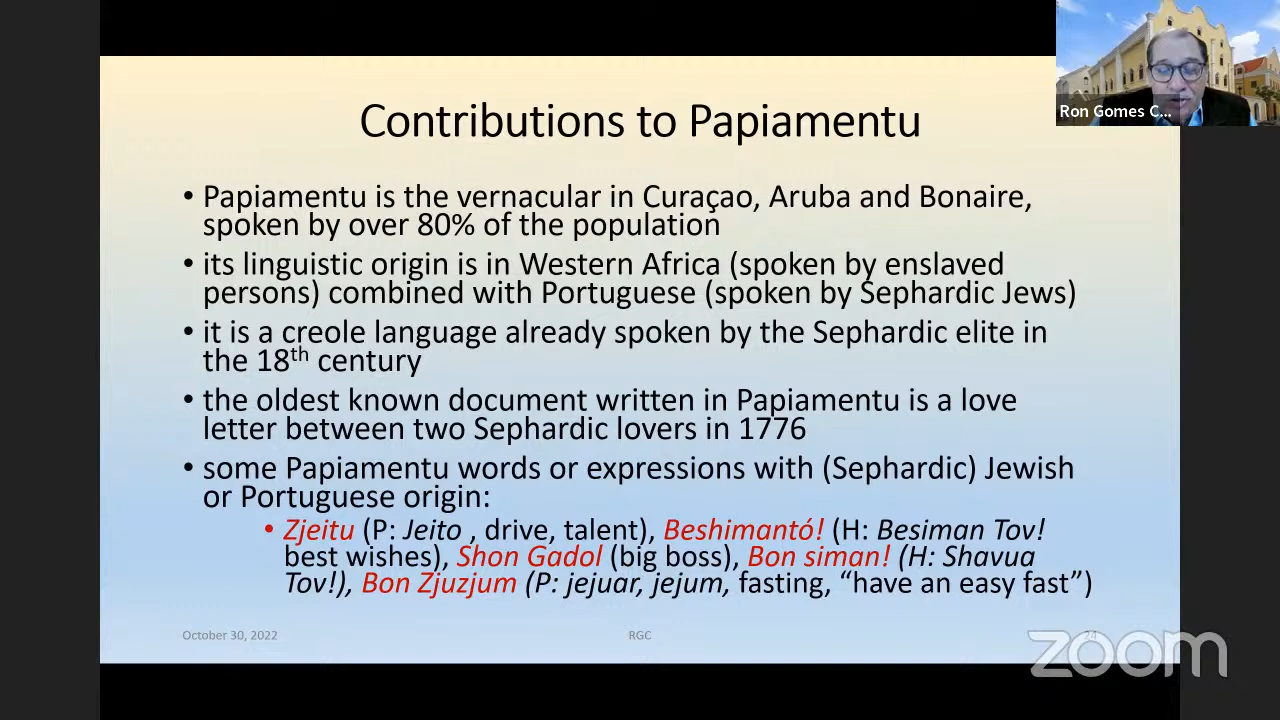 Contributions to Papiamentu
Ron Gomes C...
• Papiamentu is the vernacular in Curaçao, Aruba and Bonaire,
spoken by over 80% of the population
• its linguistic origin is in Western Africa (spoken by enslaved
persons) combined with Portuguese (spoken by Sephardic Jews)
• it is a creole language already spoken by the Sephardic elite in
the 18th century
• the oldest known document written in Papiamentu is a love
letter between two Sephardic lovers in 1776
• some Papiamentu words or expressions with (Sephardic) Jewish
or Portuguese origin:
• Zjeitu (P: Jeito , drive, talent), Beshimantó! (H: Besiman Tov!
best wishes), Shon Gadol (big boss), Bon siman! (H: Shavua
Tov!), Bon Zjuzjum (P: jejuar, jejum, fasting, “have an easy fast”)
October 30, 2022
RGC
24
zoom